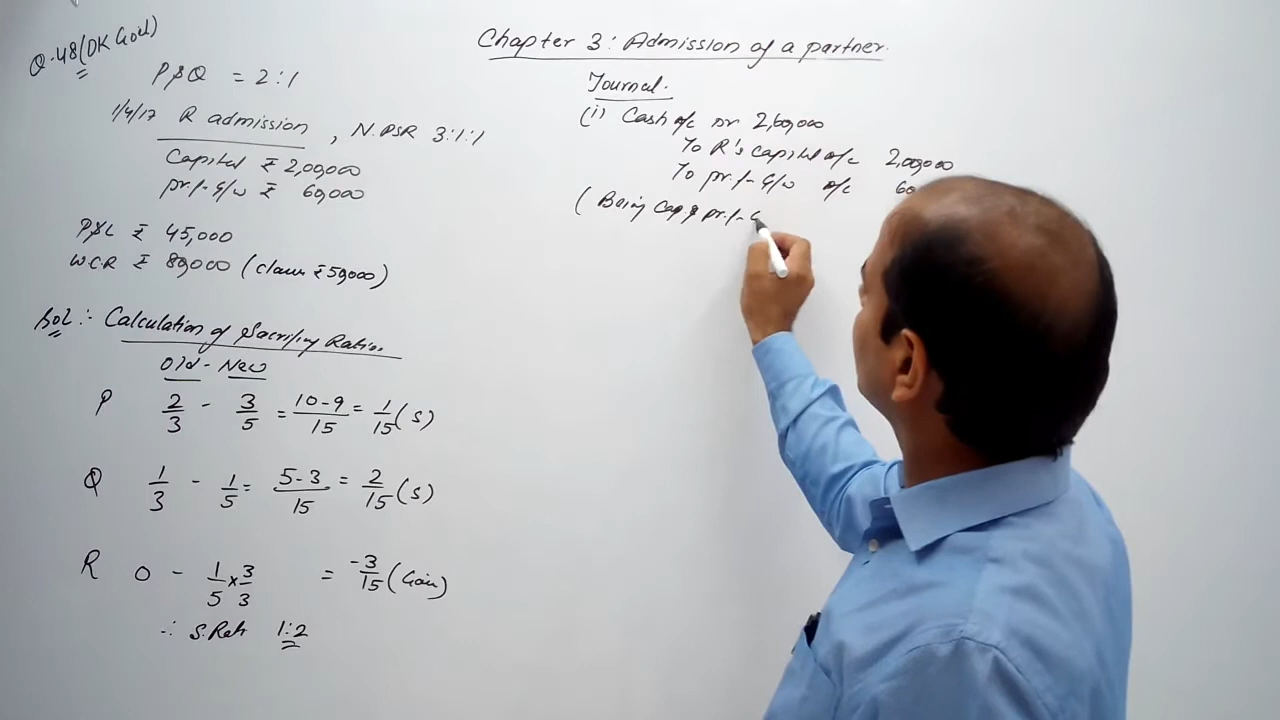 Q.48(DK Goel)
P&Q = 2:1
1/4/17 R admission, N.PSR 3:1:1
Capital ₹ 2,00,000
pr.f-G/w ₹ 60,000
P&L ₹ 45,000
W.C.R ₹ 80,000 (claim ₹50,000)
Sol:- Calculation of Sacrifing Ratio.
Old - New
P 2/3 - 3/5 = 10-9/15 = 1/15 (S)
Q 1/3 - 1/5 = 5-3/15 = 2/15 (S)
R 0 - 1/5 × 3/3 = -3/15 (Gain)
∴ S.Ratio 1:2
Chapter 3: Admission of a partner.
Journal.
(i) Cash a/c Dr 2,60,000
To R's Capital a/c 2,00,000
To pr.f-G/w a/c 60
(Being Cap & pr.f- G